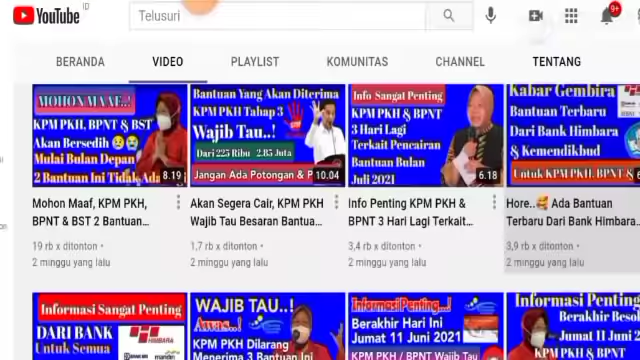 YouTube ID
Telusuri
9+
BERANDA VIDEO PLAYLIST KOMUNITAS CHANNEL TENTANG
MOHON MAAF..!
KPM PKH, BPNT & BST
Akan Bersedih
Mulai Bulan Depan
2 Bantuan Ini Tidak Ada
8.19
Mohon Maaf, KPM PKH,
BPNT & BST 2 Bantuan...
19 rb x ditonton •
2 minggu yang lalu
Bantuan Yang Akan Diterima
KPM PKH Tahap 3
Wajib Tau..!
Dari 225 Ribu 2.85 Juta
Jangan Ada Potongan & P
10.04
Akan Segera Cair, KPM PKH
Wajib Tau Besaran Bantua...
1,7 rb x ditonton •
2 minggu yang lalu
Info Sangat Penting
KPM PKH & BPNT
3 Hari Lagi
Terkait Pencairan
Bantuan Bulan
Juli 2021
6.18
Info Penting KPM PKH &
BPNT 3 Hari Lagi Terkait...
3,4 rb x ditonton •
2 minggu yang lalu
Kabar Gembira
Bantuan Terbaru
Dari Bank Himbara
& Kemendikbud
Untuk KPM PKH, BPNT &
Hore..🥰 Ada Bantuan
Terbaru Dari Bank Himbara...
3,9 rb x ditonton •
2 minggu yang lalu
Informasi Sangat Penting
DARI BANK
Untuk Semua
HIMBARA
BNI
mandiri
WAJIB TAU..!
Awas..!
KPM PKH Dilarang
Menerima 3 Bantuan
Informasi Penting...
Berakhir Hari Ini
Jumat 11 Juni 2021
KPM PKH / BPNT Wajib Tau
Informasi Penting
Berakhir Besok
Jumat 11 Juni
KPM PKH & BPNT